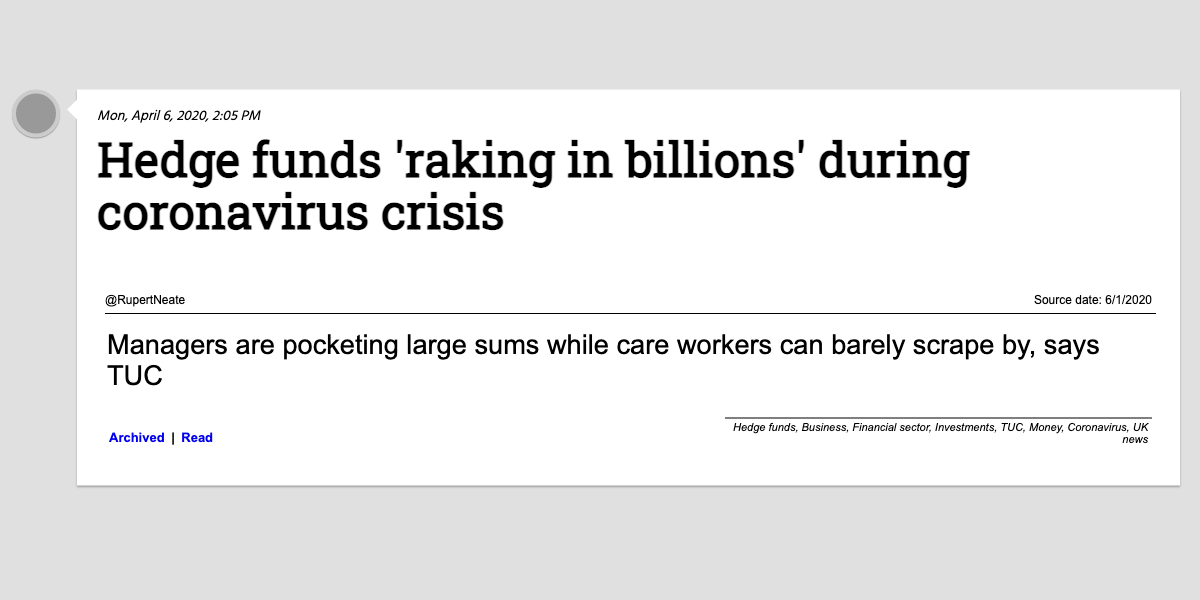 Mon, April 6, 2020, 2:05 PM
Hedge funds 'raking in billions' during
coronavirus crisis
@RupertNeate
Source date: 6/1/2020
Managers are pocketing large sums while care workers can barely scrape by, says
TUC
Archived | Read
Hedge funds, Business, Financial sector, Investments, TUC, Money, Coronavirus, UK
news